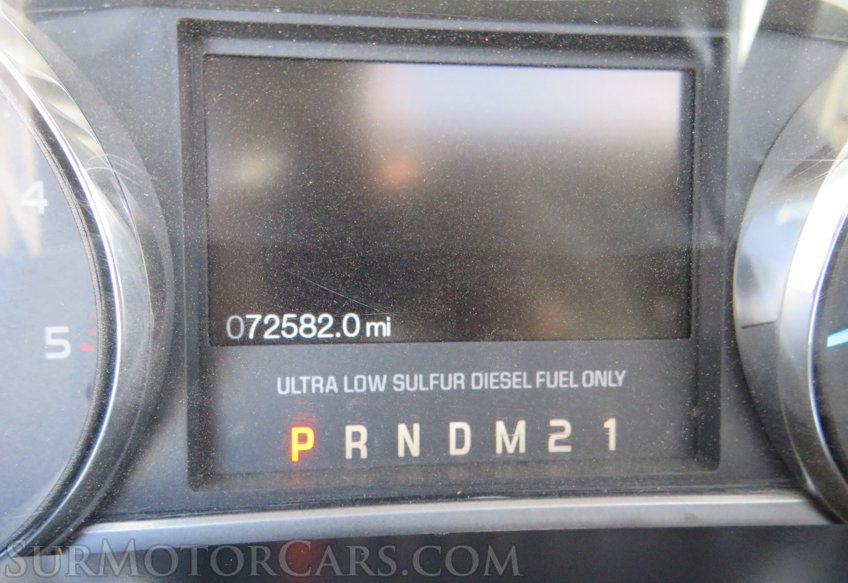 4
5
072582.0 mi
ULTRA LOW SULFUR DIESEL FUEL ONLY
P R N D M 2 1
SurMotorCars.com